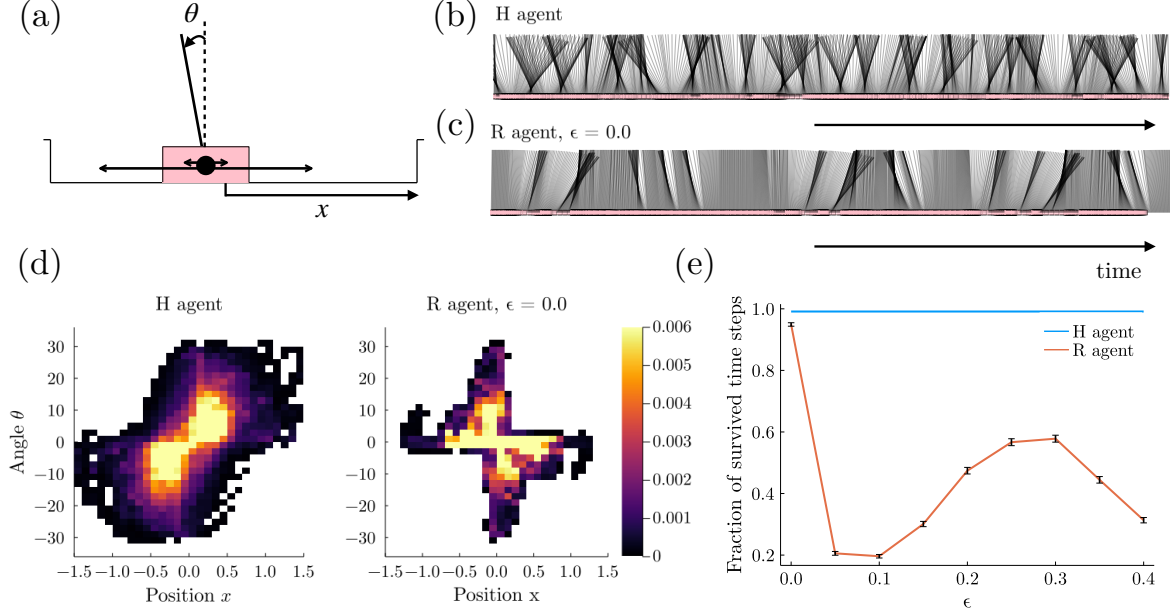 (a)
θ
x
(b)
H agent
(c)
R agent, ϵ = 0.0
time
(d)
H agent
R agent, ϵ = 0.0
30
20
10
0
−10
−20
−30
Angle θ
−1.5 −1.0 −0.5 0.0 0.5 1.0 1.5
Position x
30
20
10
0
−10
−20
−30
−1.5 −1.0 −0.5 0.0 0.5 1.0 1.5
Position x
0.006
0.005
0.004
0.003
0.002
0.001
0
(e)
Fraction of survived time steps
1.0
0.8
0.6
0.4
0.2
H agent
R agent
0.0 0.1 0.2 0.3 0.4
ϵ